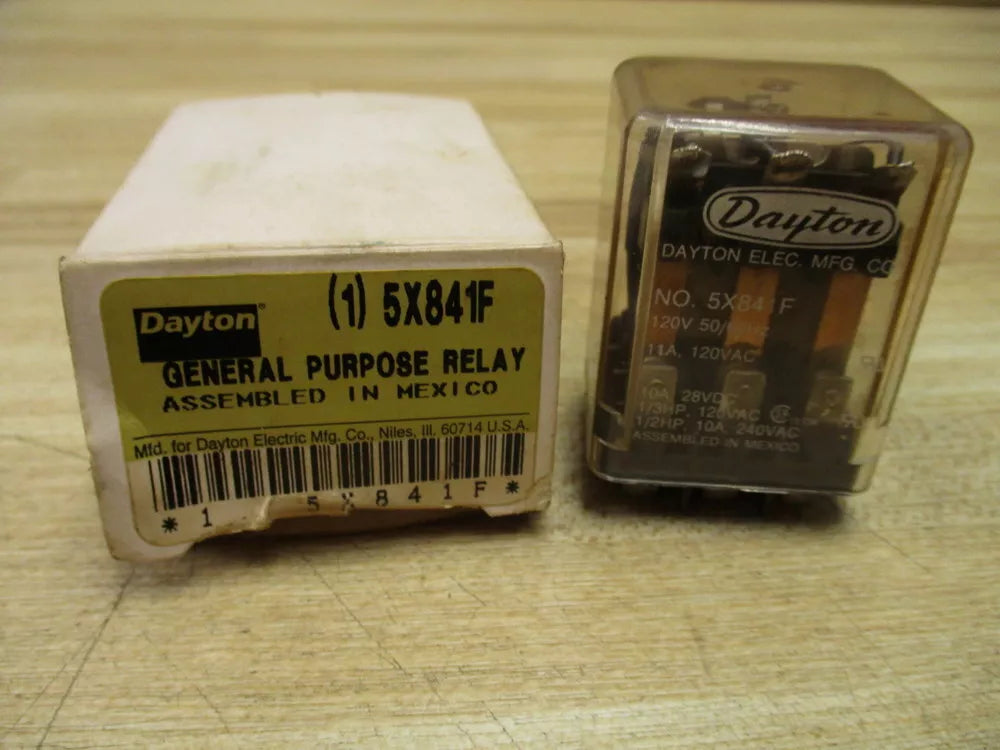 Dayton
(1) 5X841F
GENERAL PURPOSE RELAY
ASSEMBLED IN MEXICO
Mfd. for Dayton Electric Mfg. Co., Niles, Ill. 60714 U.S.A.
* 1 5X841F *
Dayton
DAYTON ELEC. MFG. CO
NO. 5X841F
120V 50/60Hz
11A, 120VAC
10A, 28VDC
1/3HP, 120VAC
1/2HP, 10A, 240VAC
ASSEMBLED IN MEXICO